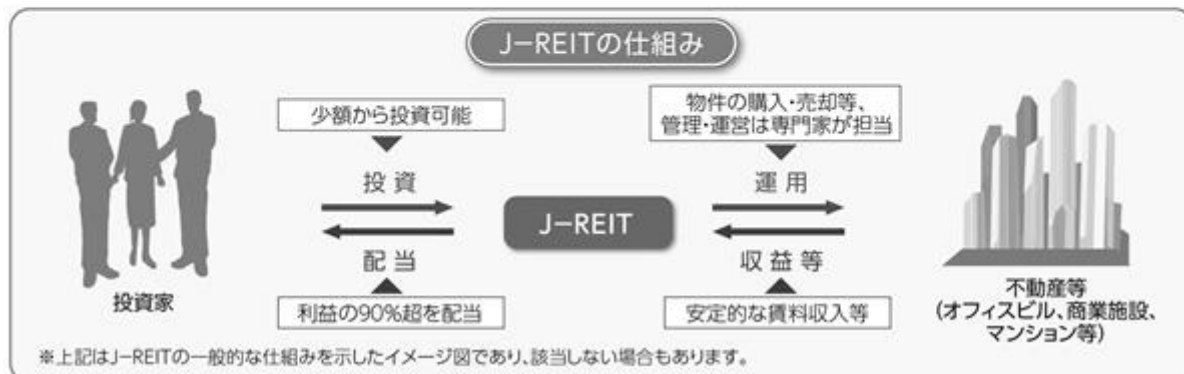 J−REITの仕組み
少額から投資可能
物件の購入・売却等、
管理・運営は専門家が担当
投資
運用
J−REIT
配当
収益等
投資家
利益の90%超を配当
安定的な賃料収入等
不動産等
(オフィスビル、商業施設、
マンション等)
※上記はJ−REITの一般的な仕組みを示したイメージ図であり、該当しない場合もあります。